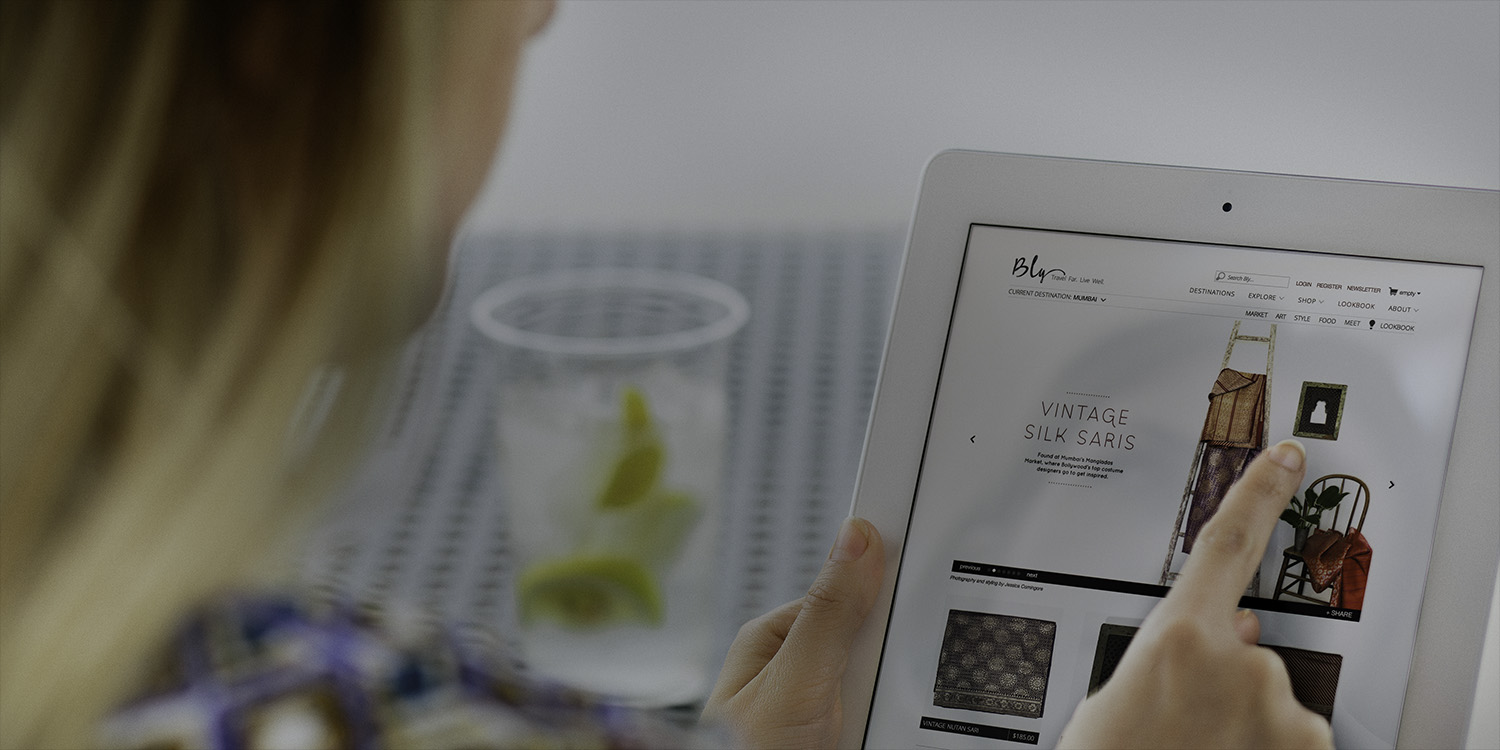 Bly Travel Far. Live Well.
Search Bly...
LOGIN REGISTER NEWSLETTER empty
CURRENT DESTINATION: MUMBAI
DESTINATIONS EXPLORE SHOP LOOKBOOK ABOUT
MARKET ART STYLE FOOD MEET LOOKBOOK
VINTAGE
SILK SARIS
Found at Mumbai's Mangladas
Market, where Bollywood's top costume
designers go to get inspired.
previous next
+ SHARE
Photography and styling by Jessica Comingore
VINTAGE NUTAN SARI $185.00